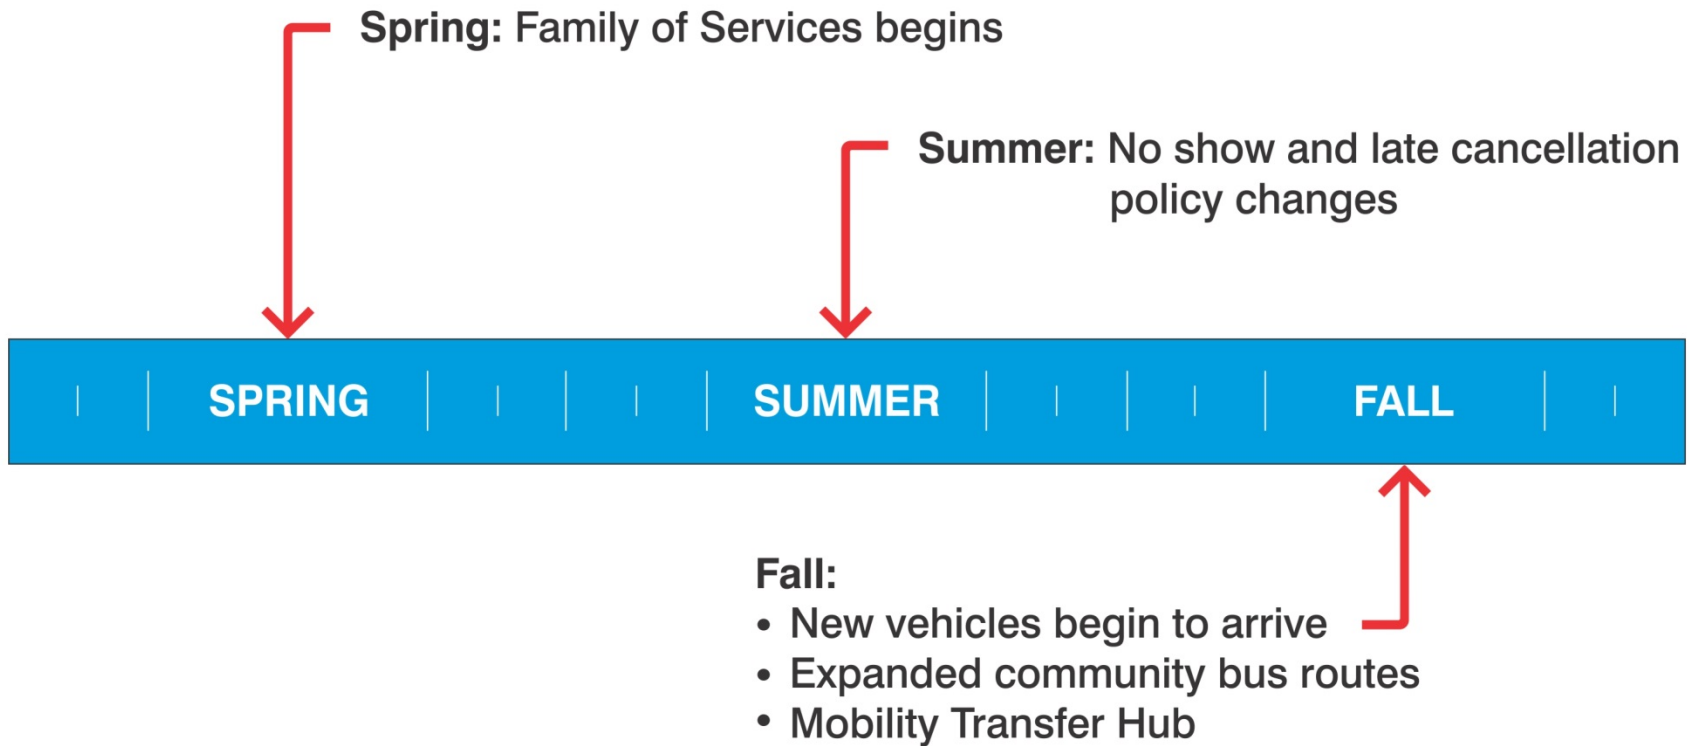 Spring: Family of Services begins
Summer: No show and late cancellation
policy changes
SPRING
SUMMER
FALL
Fall:
• New vehicles begin to arrive
• Expanded community bus routes
• Mobility Transfer Hub